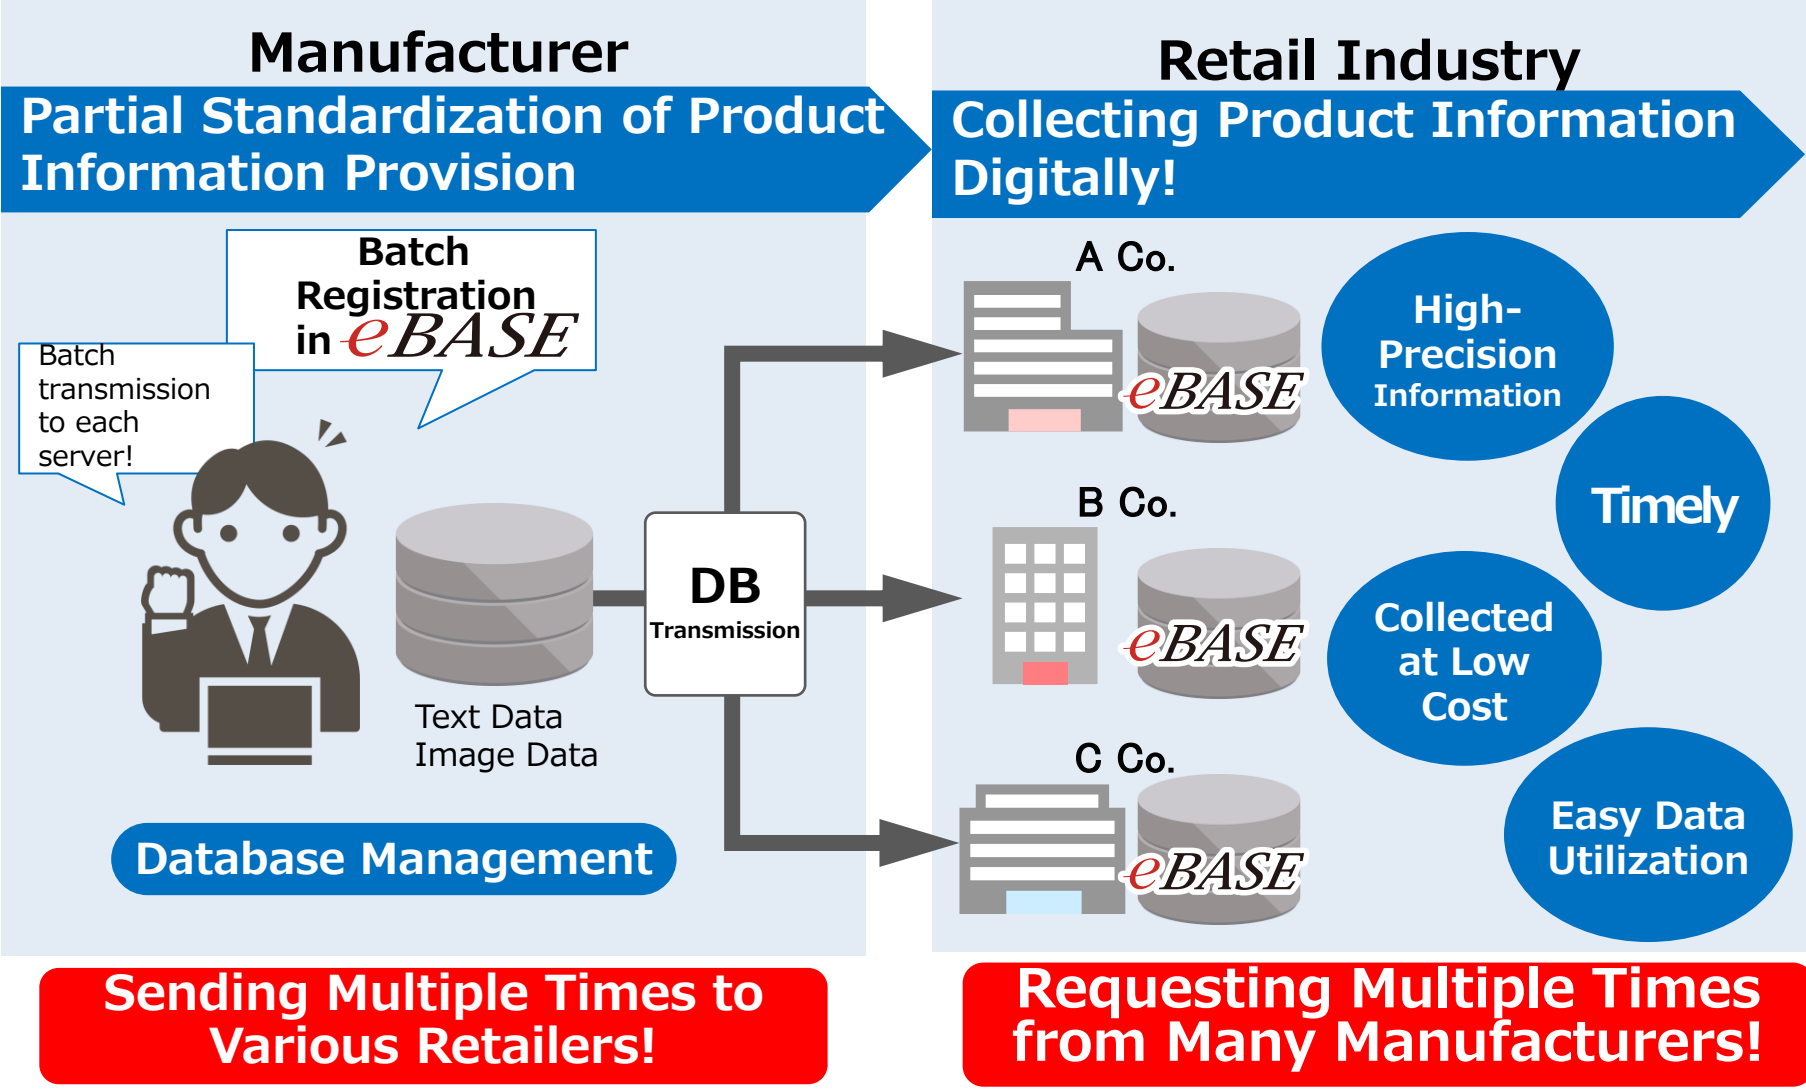 Manufacturer
Partial Standardization of Product
Information Provision
Batch
Registration
in eBASE
Batch
transmission
to each
server!
Text Data
Image Data
DB
Transmission
Database Management
Sending Multiple Times to
Various Retailers!
Retail Industry
Collecting Product Information
Digitally!
A Co.
eBASE
B Co.
eBASE
C Co.
eBASE
High-
Precision
Information
Timely
Collected
at Low
Cost
Easy Data
Utilization
Requesting Multiple Times
from Many Manufacturers!